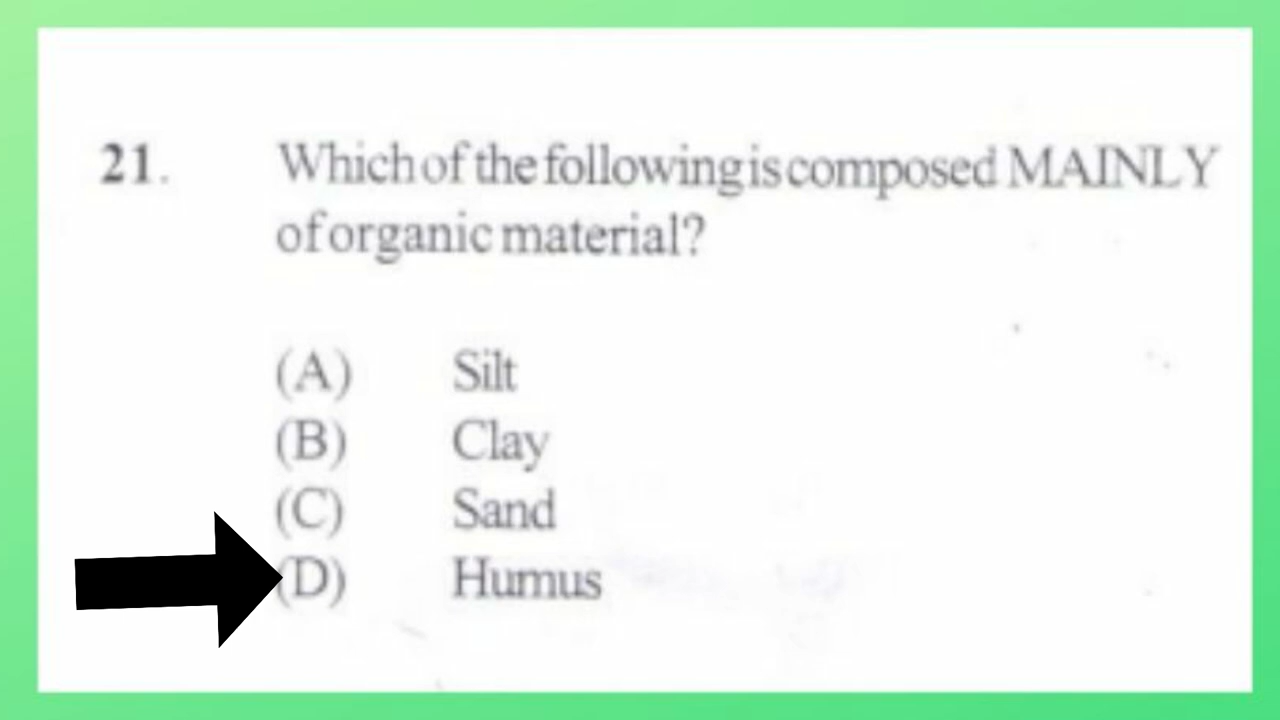 21. Which of the following is composed MAINLY
of organic material?
(A) Silt
(B) Clay
(C) Sand
(D) Humus